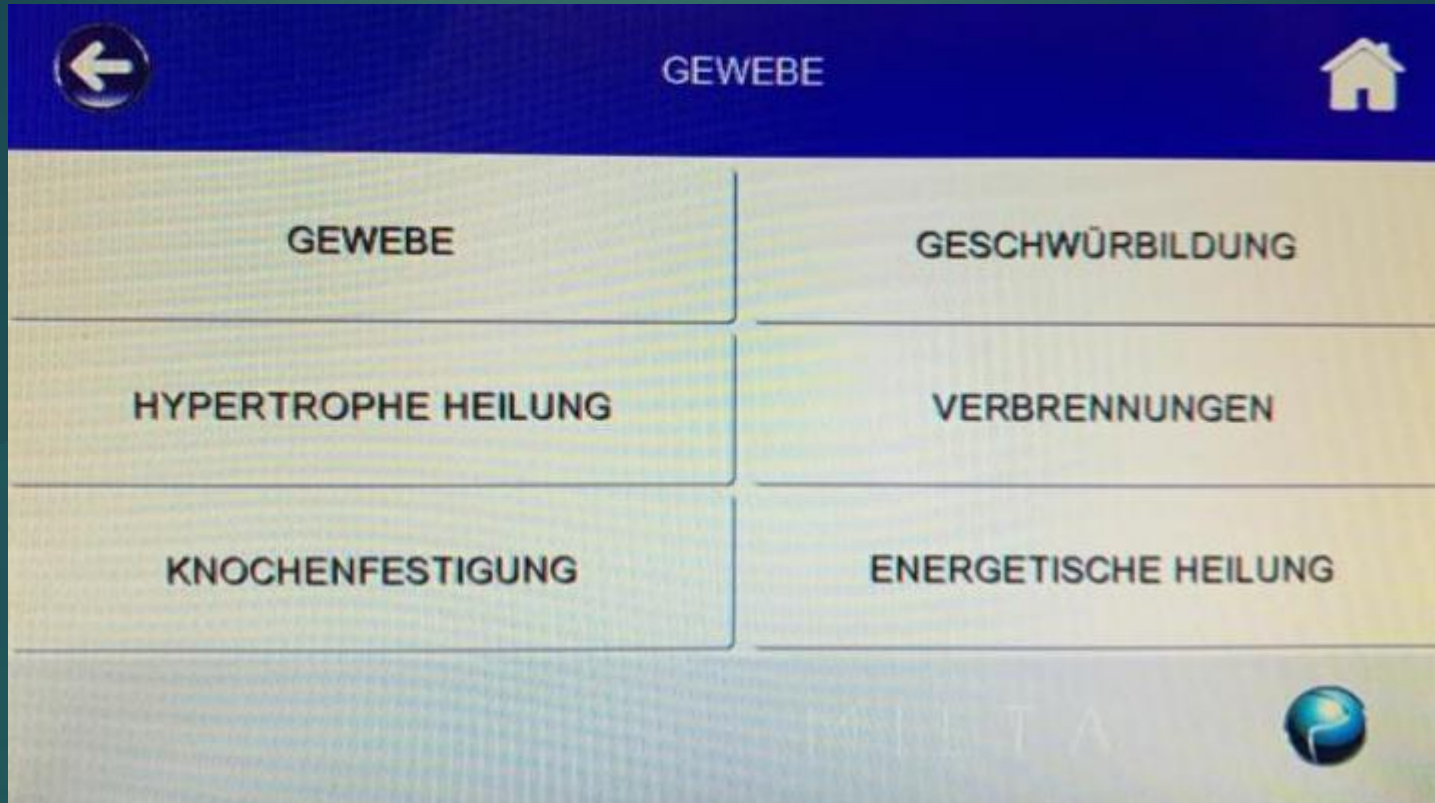 GEWEBE
GEWEBE
GESCHWÜRBILDUNG
HYPERTROPHE HEILUNG
VERBRENNUNGEN
KNOCHENFESTIGUNG
ENERGETISCHE HEILUNG